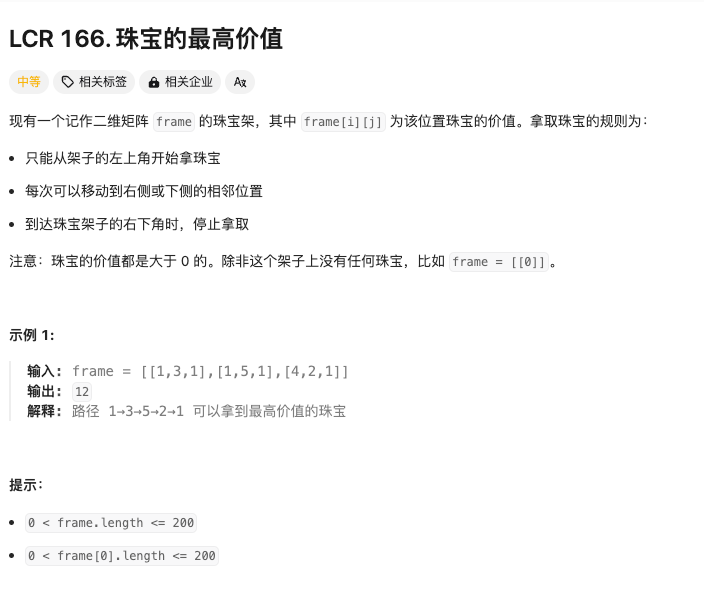 LCR 166. 珠宝的最高价值
中等 相关标签 相关企业 A文
现有一个记作二维矩阵 frame 的珠宝架，其中 frame[i][j] 为该位置珠宝的价值。拿取珠宝的规则为：
只能从架子的左上角开始拿珠宝
每次可以移动到右侧或下侧的相邻位置
到达珠宝架子的右下角时，停止拿取
注意：珠宝的价值都是大于 0 的。除非这个架子上没有任何珠宝，比如 frame = [[0]]。
示例 1:
输入: frame = [[1,3,1],[1,5,1],[4,2,1]]
输出: 12
解释: 路径 1→3→5→2→1 可以拿到最高价值的珠宝
提示：
0 < frame.length <= 200
0 < frame[0].length <= 200